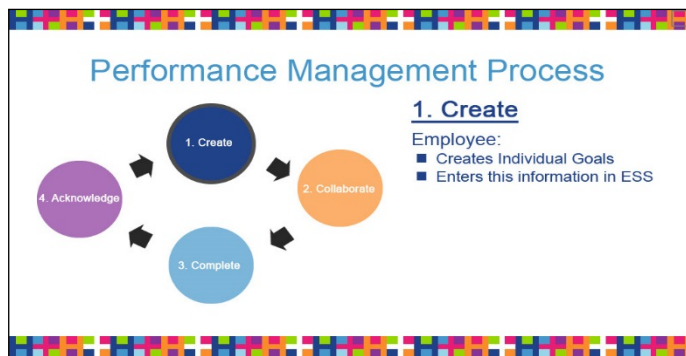 Performance Management Process
1. Create
2. Collaborate
3. Complete
4. Acknowledge
1. Create
Employee:
Creates Individual Goals
Enters this information in ESS